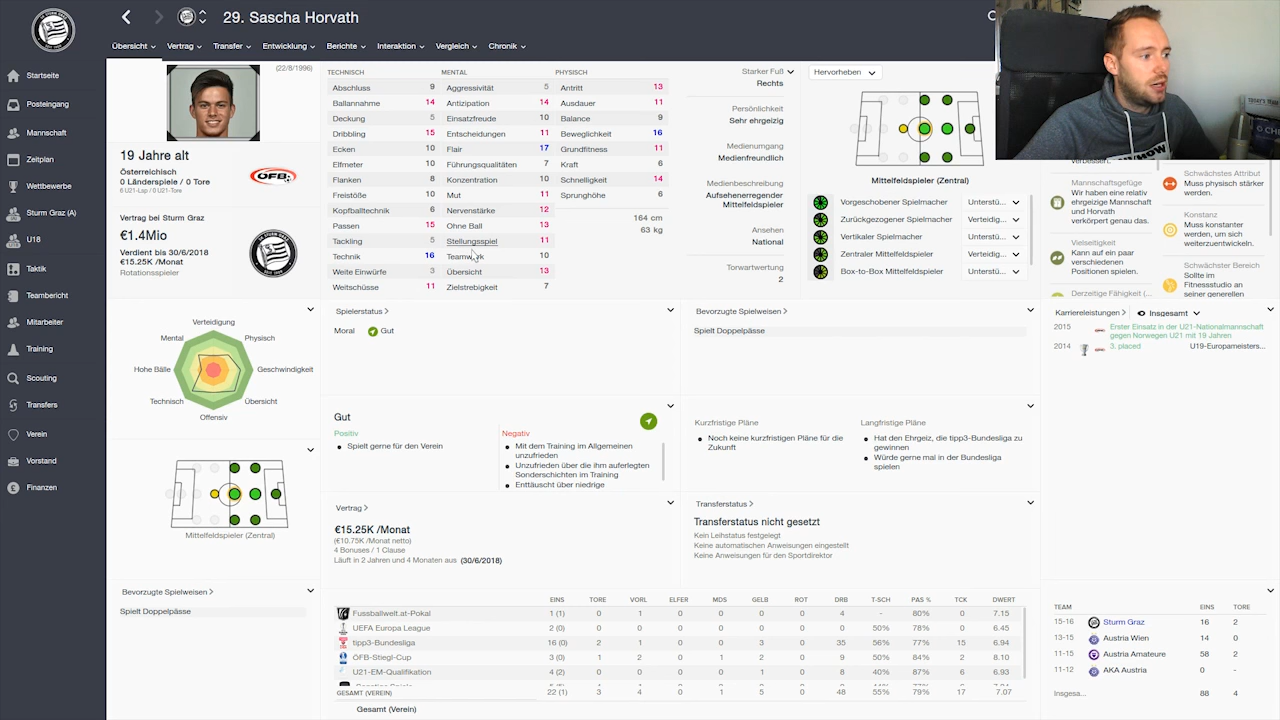 29. Sascha Horvath
Übersicht
Vertrag
Transfer
Entwicklung
Berichte
Interaktion
Vergleich
Chronik
Startseite
Posteingang
Mannschaft
Zeitplan
Wettbewerbe
Sturm Graz (A)
U18
Taktik
Teambericht
Mitarbeiter
Training
Scouting
Transfers
Verein
Vorstand
Finanzen
(22/8/1996)
19 Jahre alt
Österreichisch
0 Länderspiele / 0 Tore
6 U21-Lsp / 0 U21-Tore
ÖFB
Vertrag bei Sturm Graz
€1.4Mio
Verdient bis 30/6/2018
€15.25K /Monat
Rotationsspieler
TECHNISCH
Abschluss 9
Ballannahme 14
Deckung 5
Dribbling 15
Ecken 10
Elfmeter 10
Flanken 8
Freistöße 10
Kopfballtechnik 6
Passen 15
Tackling 5
Technik 16
Weite Einwürfe 3
Weitschüsse 11
MENTAL
Aggressivität 5
Antizipation 14
Einsatzfreude 10
Entscheidungen 11
Flair 17
Führungsqualitäten 7
Konzentration 10
Mut 11
Nervenstärke 12
Ohne Ball 13
Stellungsspiel 11
Teamwork 10
Übersicht 13
Zielstrebigkeit 7
PHYSISCH
Antritt 13
Ausdauer 11
Balance 9
Beweglichkeit 16
Grundfitness 11
Kraft 6
Schnelligkeit 14
Sprunghöhe 6
164 cm
63 kg
Starker Fuß
Rechts
Persönlichkeit
Sehr ehrgeizig
Medienumgang
Medienfreundlich
Medienbeschreibung
Aufsehenerregender
Mittelfeldspieler
Ansehen
National
Torwartwertung
2
Hervorheben
Mittelfeldspieler (Zentral)
Vorgeschobener Spielmacher Unterstü...
Zurückgezogener Spielmacher Verteidig...
Vertikaler Spielmacher Unterstü...
Zentraler Mittelfeldspieler Verteidig...
Box-to-Box Mittelfeldspieler Unterstü...
verbessern.
Mannschaftsgefüge
Wir haben eine relativ
ehrgeizige Mannschaft
und Horvath
verkörpert genau das.
Vielseitigkeit
Kann auf ein paar
verschiedenen
Positionen spielen.
Derzeitige Fähigkeit (...
Schwächstes Attribut
Muss physisch stärker
werden.
Konstanz
Muss konstanter
werden, um sich
weiterzuentwickeln.
Schwächster Bereich
Sollte im
Fitnessstudio an
seiner generellen
Verteidigung
Physisch
Geschwindigkeit
Übersicht
Offensiv
Technisch
Hohe Bälle
Mental
Mittelfeldspieler (Zentral)
Bevorzugte Spielweisen
Spielt Doppelpässe
Spielerstatus
Moral Gut
Bevorzugte Spielweisen
Spielt Doppelpässe
Gut
Positiv
Spielt gerne für den Verein
Negativ
Mit dem Training im Allgemeinen
unzufrieden
Unzufrieden über die ihm auferlegten
Sonderschichten im Training
Enttäuscht über niedrige
Kurzfristige Pläne
Noch keine kurzfristigen Pläne für die
Zukunft
Langfristige Pläne
Hat den Ehrgeiz, die tipp3-Bundesliga zu
gewinnen
Würde gerne mal in der Bundesliga
spielen
Vertrag
€15.25K /Monat
(€10.75K /Monat netto)
4 Bonuses / 1 Clause
Läuft in 2 Jahren und 4 Monaten aus (30/6/2018)
Transferstatus
Transferstatus nicht gesetzt
Kein Leihstatus festgelegt
Keine automatischen Anweisungen eingestellt
Keine Anweisungen für den Sportdirektor
Karriereleistungen Insgesamt
2015 Erster Einsatz in der U21-Nationalmannschaft
gegen Norwegen U21 mit 19 Jahren
2014 3. placed U19-Europameisters...
EINS TORE VORL ELFER MDS GELB ROT DRB T-SCH PAS % TCK DWERT
Fussballwelt.at-Pokal 1 (1) 0 1 0 0 0 0 4 - 80% 0 7.15
UEFA Europa League 2 (0) 0 0 0 0 0 0 0 50% 78% 0 6.45
tipp3-Bundesliga 16 (0) 2 1 0 0 3 0 35 56% 77% 15 6.94
ÖFB-Stiegl-Cup 3 (0) 1 2 0 1 2 0 9 50% 84% 2 8.10
U21-EM-Qualifikation 4 (2) 0 0 0 0 1 0 8 40% 87% 6 6.93
GESAMT (VEREIN) 22 (1) 3 4 0 1 5 0 48 55% 79% 17 7.07
Gesamt (Verein)
TEAM EINS TORE
15-16 Sturm Graz 16 2
13-15 Austria Wien 14 0
11-15 Austria Amateure 58 2
11-12 AKA Austria 0 -
Insgesa... 88 4